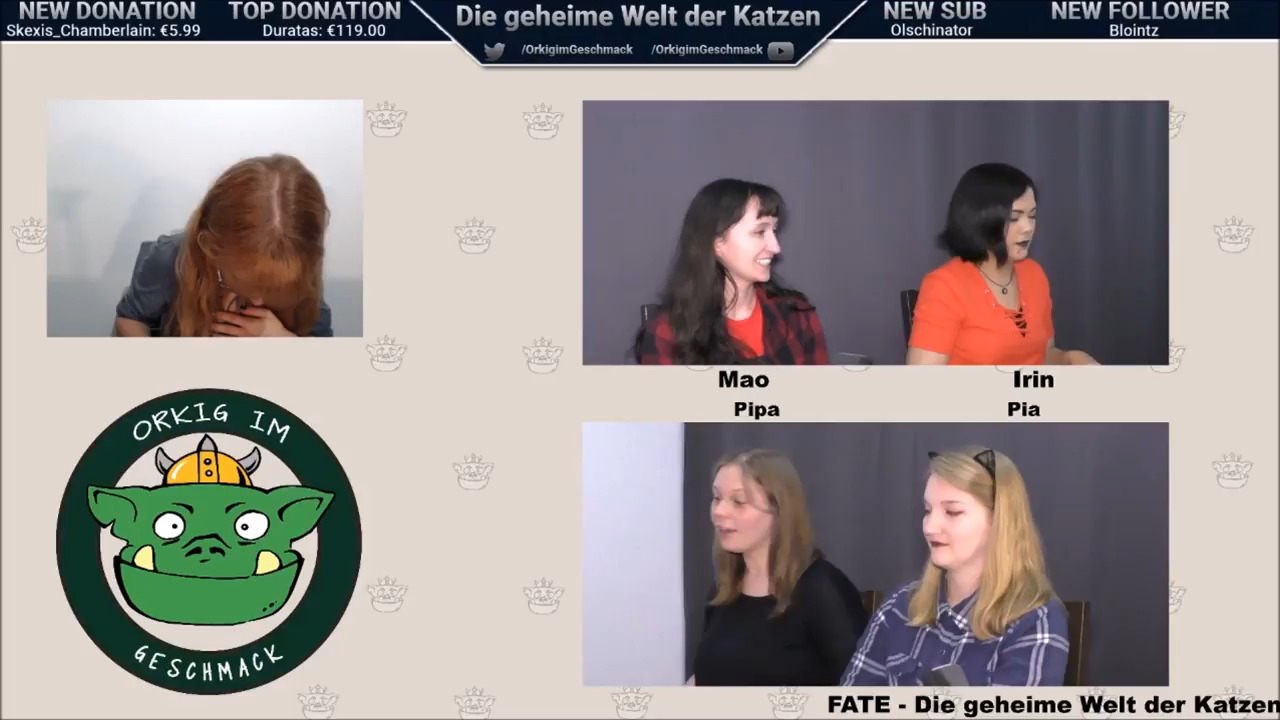 NEW DONATION
Skexis_Chamberlain: €5.99
TOP DONATION
Duratas: €119.00
Die geheime Welt der Katzen
/OrkigimGeschmack /OrkigimGeschmack
NEW SUB
Olschinator
NEW FOLLOWER
Blointz
Mao Irin
Pipa Pia
ORKIG IM
GESCHMACK
FATE - Die geheime Welt der Katzen